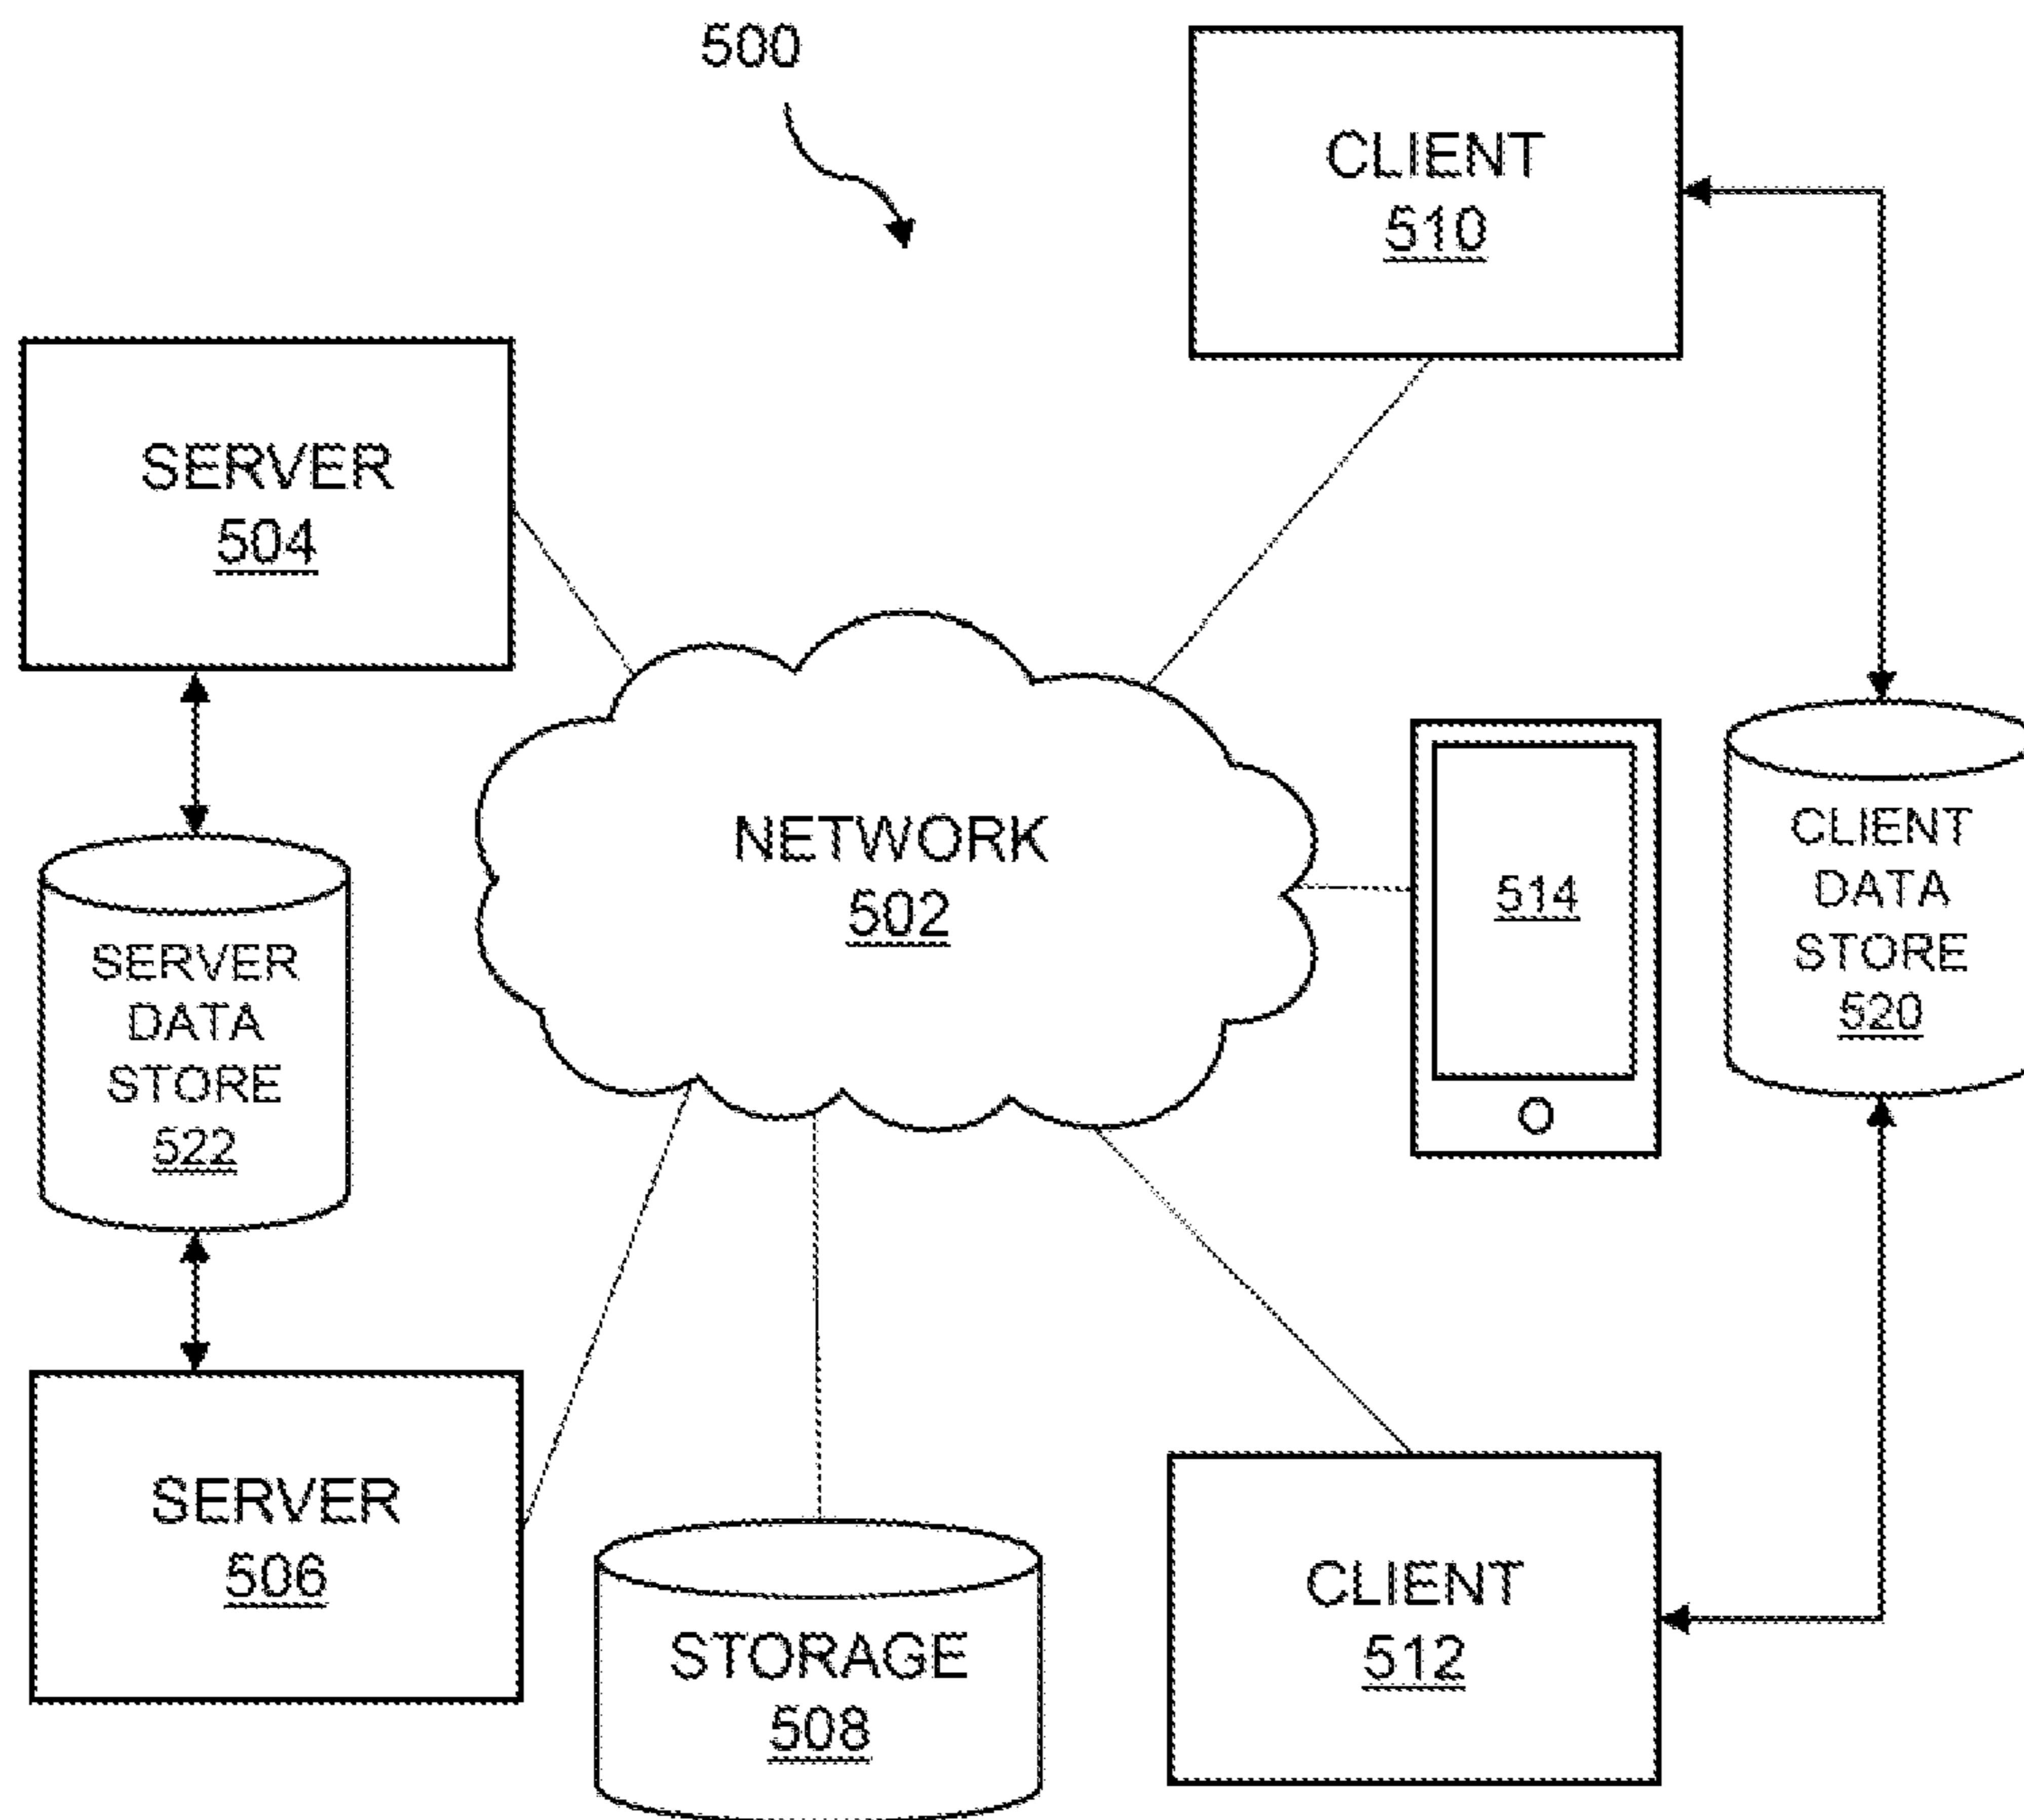 500
CLIENT
510
SERVER
504
NETWORK
502
514
CLIENT
DATA
STORE
520
SERVER
DATA
STORE
522
SERVER
506
STORAGE
508
CLIENT
512